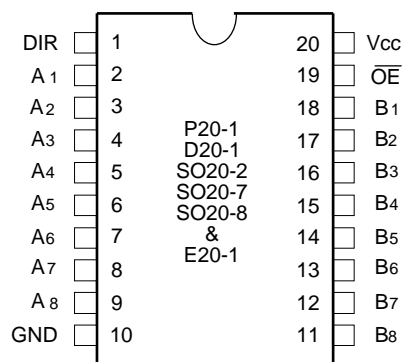 DIR 1 20 Vcc
A1 2 19 OE
A2 3 18 B1
A3 4 17 B2
A4 5 16 B3
A5 6 15 B4
A6 7 14 B5
A7 8 13 B6
A8 9 12 B7
GND 10 11 B8
P20-1
D20-1
SO20-2
SO20-7
SO20-8
&
E20-1